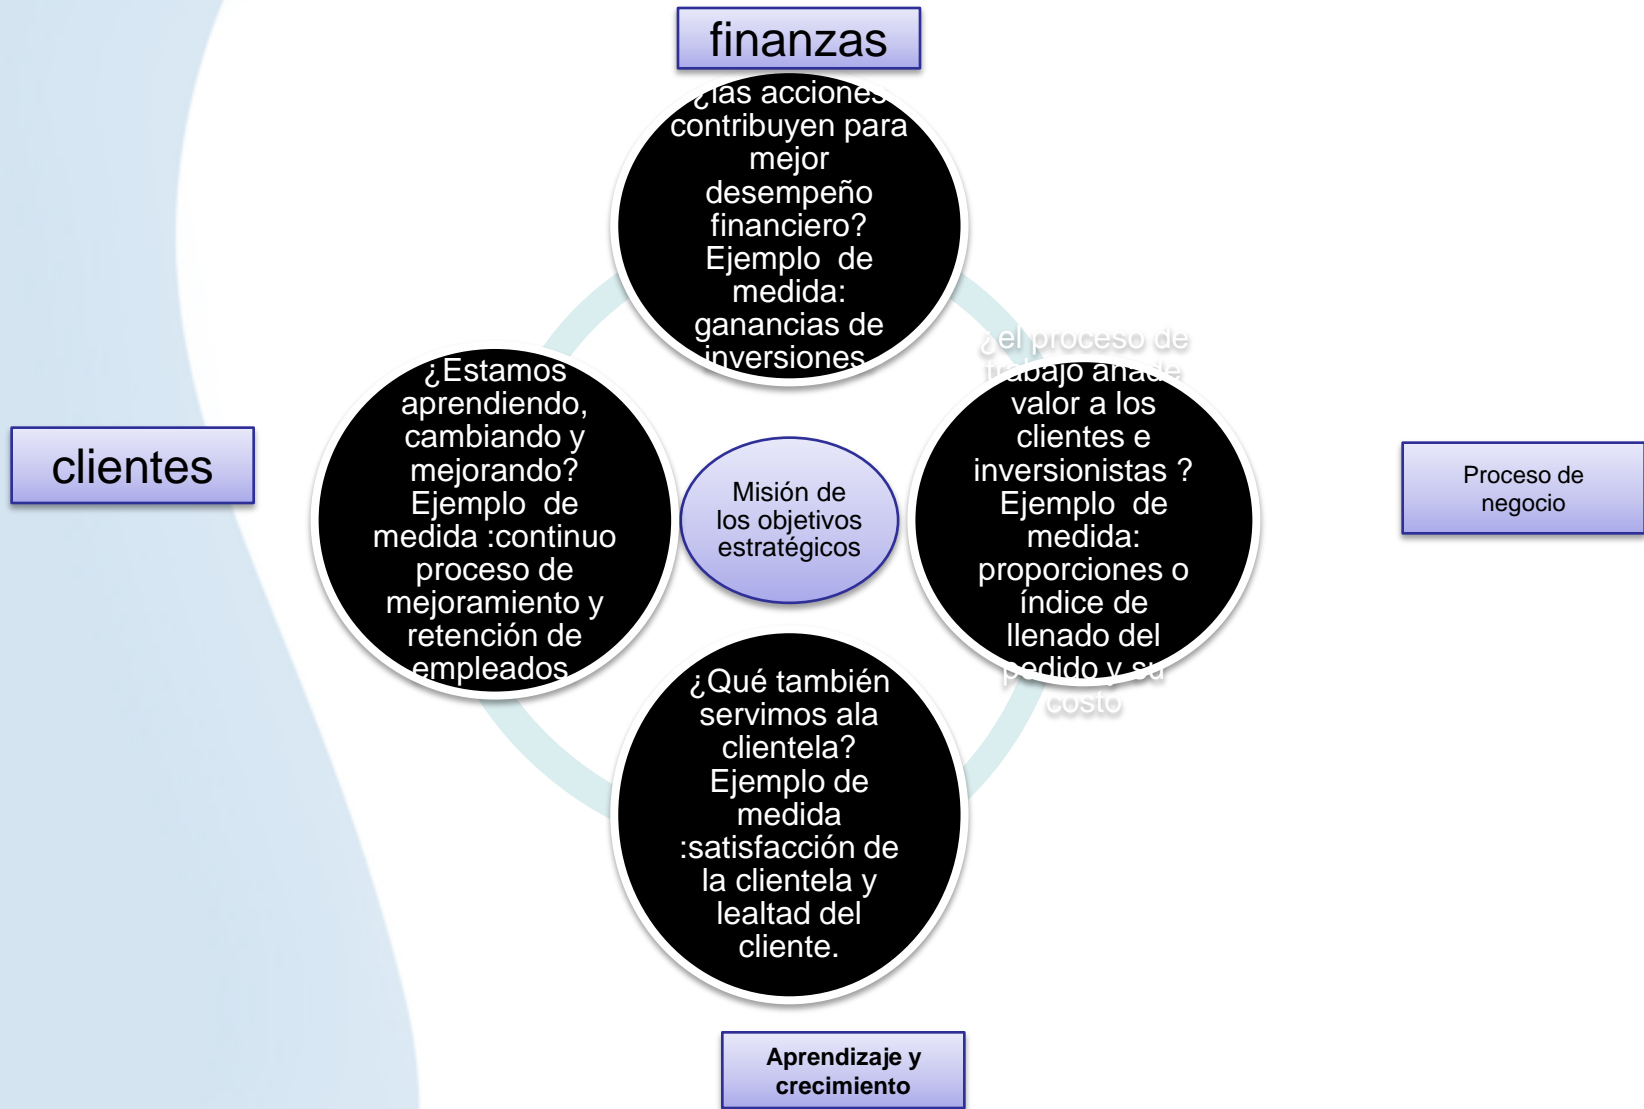 finanzas
¿las acciones
contribuyen para
mejor
desempeño
financiero?
Ejemplo de
medida:
ganancias de
inversiones.
clientes
¿Estamos
aprendiendo,
cambiando y
mejorando?
Ejemplo de
medida :continuo
proceso de
mejoramiento y
retención de
empleados.
Misión de
los objetivos
estratégicos
¿el proceso de
trabajo añade
valor a los
clientes e
inversionistas ?
Ejemplo de
medida:
proporciones o
índice de
llenado del
pedido y su
costo
Proceso de
negocio
¿Qué también
servimos ala
clientela?
Ejemplo de
medida
:satisfacción de
la clientela y
lealtad del
cliente.
Aprendizaje y
crecimiento